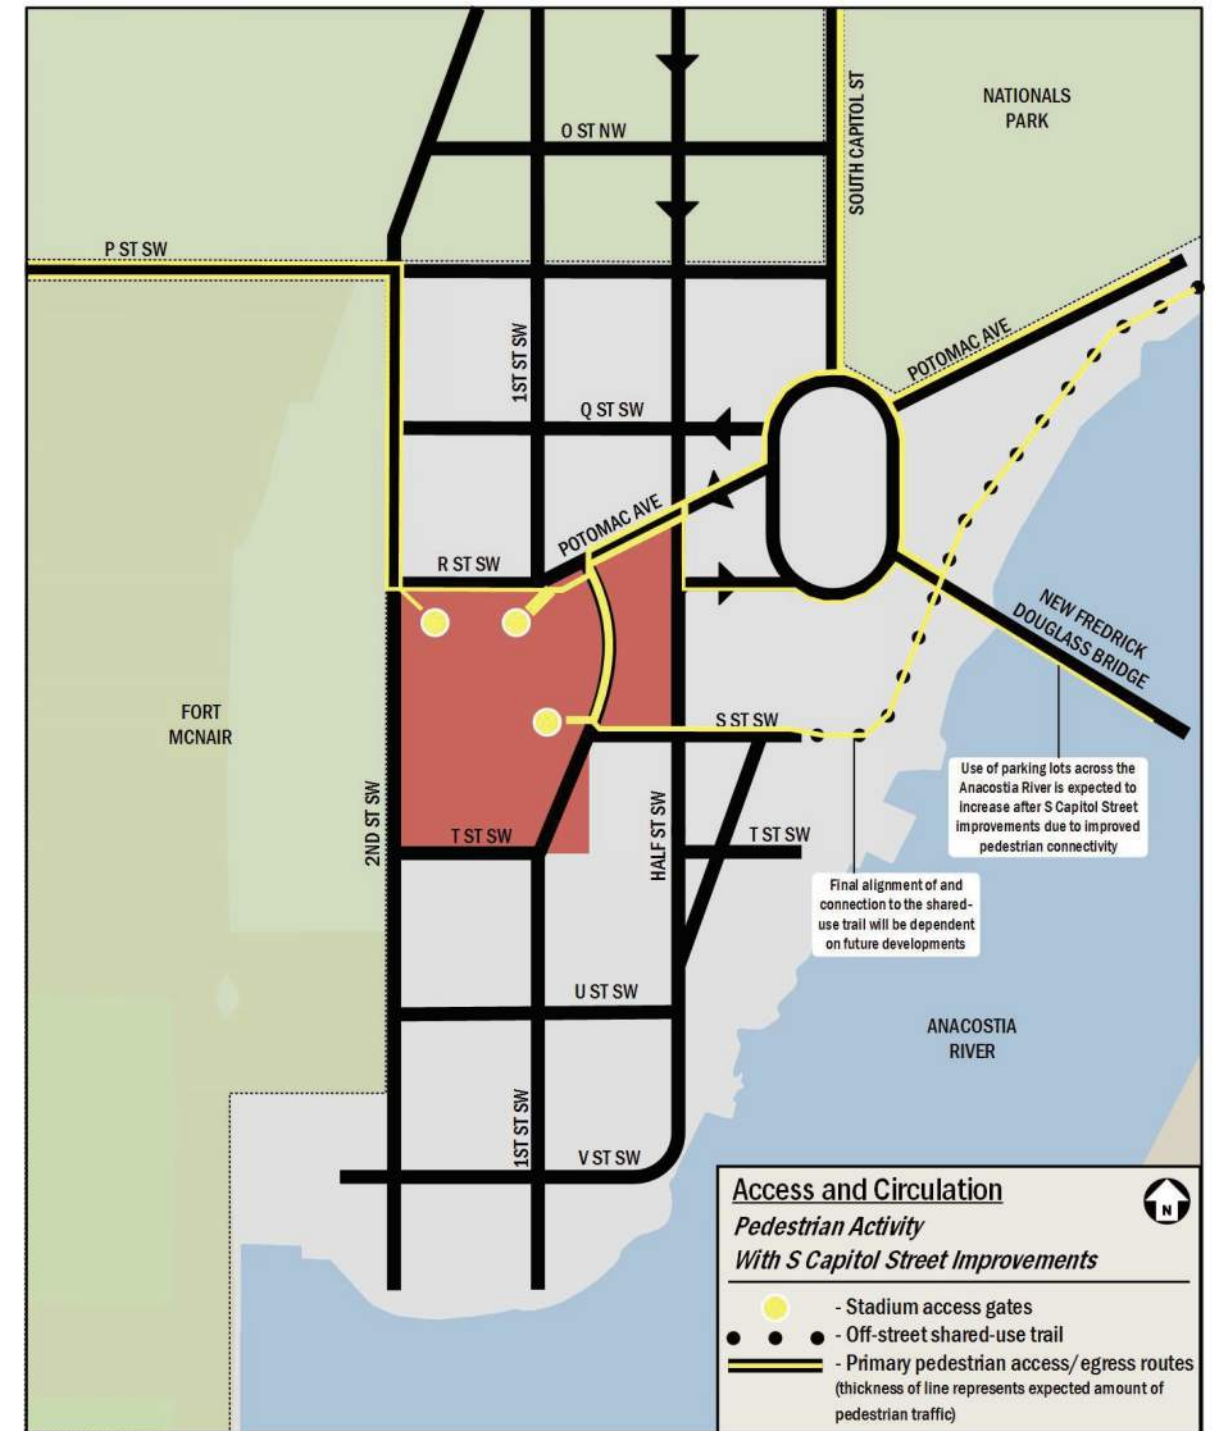 NATIONALS
PARK
SOUTH CAPITOL ST
O ST NW
P ST SW
1ST ST SW
POTOMAC AVE
Q ST SW
POTOMAC AVE
R ST SW
NEW FREDRICK
DOUGLASS BRIDGE
FORT
MCNAIR
S ST SW
Use of parking lots across the
Anacostia River is expected to
increase after S Capitol Street
improvements due to improved
pedestrian connectivity
2ND ST SW
T ST SW
HALF ST SW
T ST SW
Final alignment of and
connection to the shared-
use trail will be dependent
on future developments
U ST SW
ANACOSTIA
RIVER
1ST ST SW
V ST SW
Access and Circulation
N
Pedestrian Activity
With S Capitol Street Improvements
- Stadium access gates
- Off-street shared-use trail
- Primary pedestrian access/egress routes
(thickness of line represents expected amount of
pedestrian traffic)